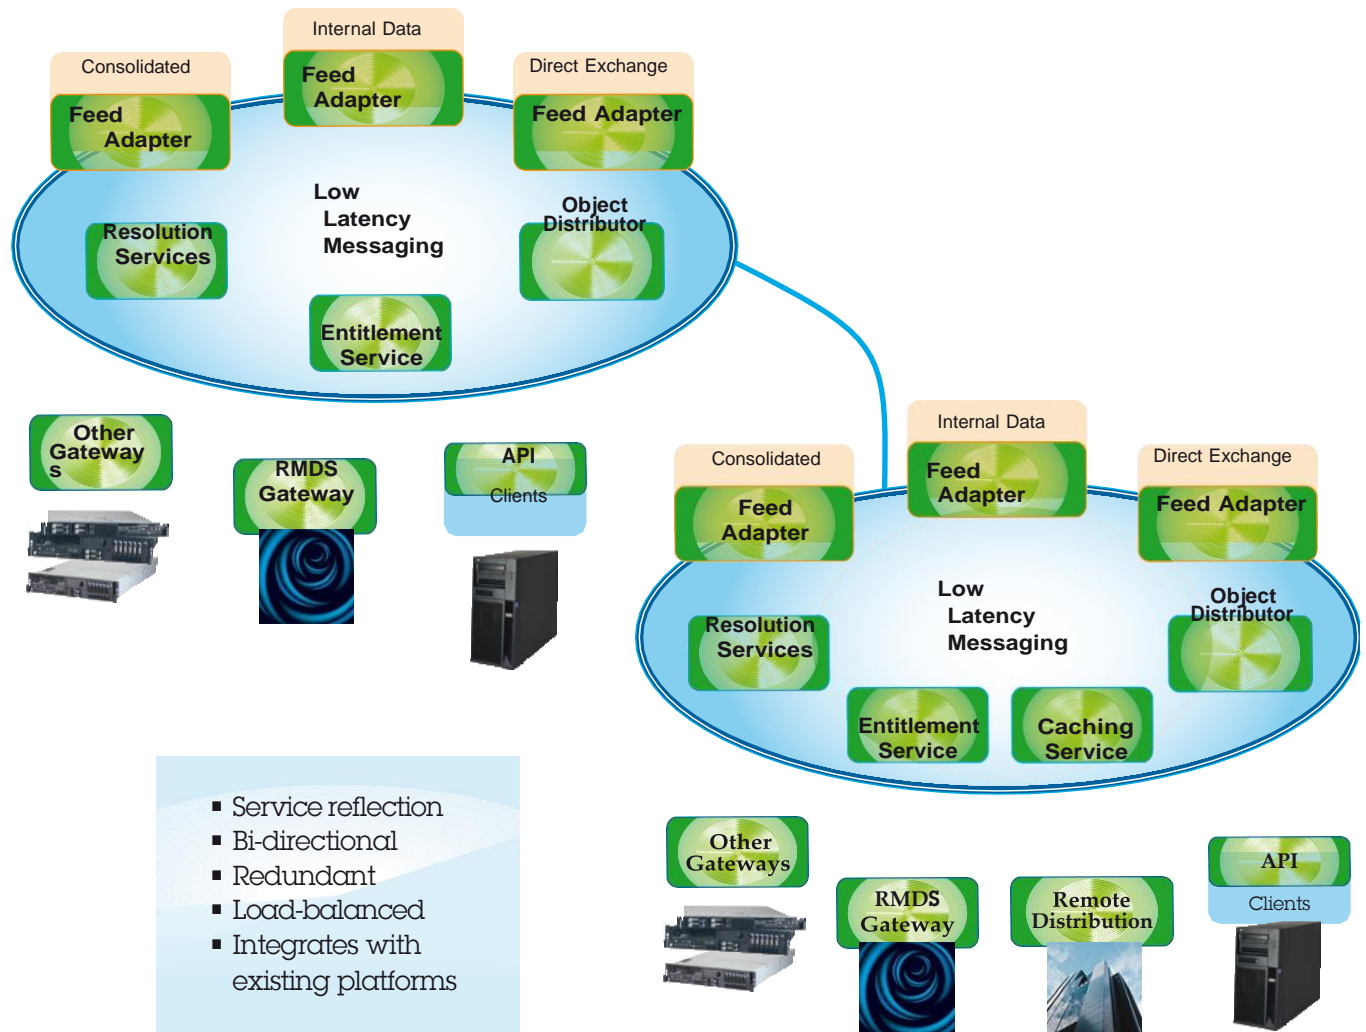 Internal Data
Consolidated
Direct Exchange
Feed
Adapter
Feed
Adapter
Feed Adapter
Low
Latency
Messaging
Resolution
Services
Object
Distributor
Entitlement
Service
Other
Gateway
s
RMDS
Gateway
API
Clients
Internal Data
Consolidated
Direct Exchange
Feed
Adapter
Feed
Adapter
Feed Adapter
Low
Latency
Messaging
Resolution
Services
Object
Distributor
Entitlement
Service
Caching
Service
▪ Service reflection
▪ Bi-directional
▪ Redundant
▪ Load-balanced
▪ Integrates with
existing platforms
Other
Gateways
RMDS
Gateway
Remote
Distribution
API
Clients